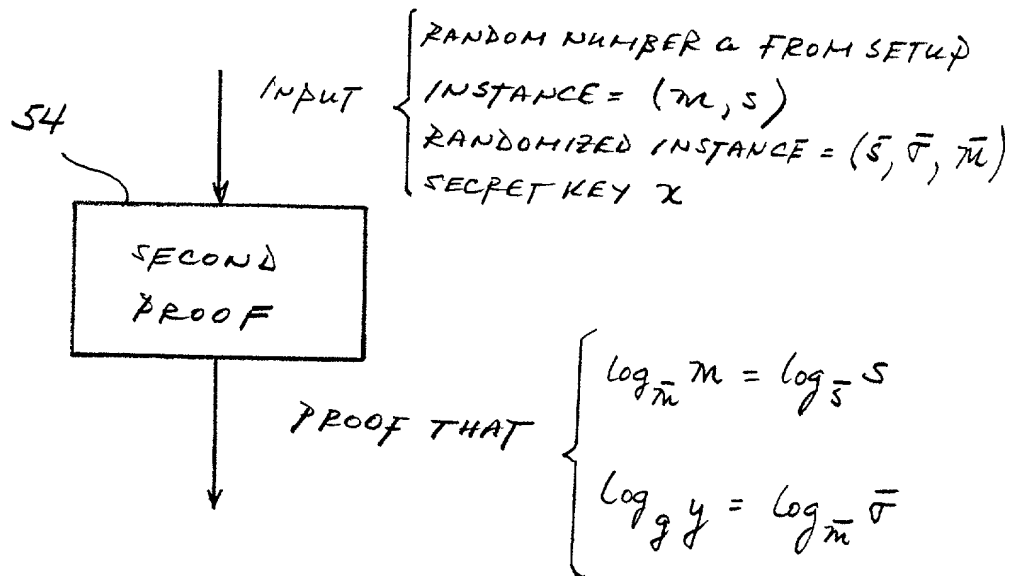 RANDOM NUMBER a FROM SETUP
INPUT
INSTANCE = (m, s)
RANDOMIZED INSTANCE = (s̄, σ̄, m̄)
SECRET KEY x
54
SECOND
PROOF
log_m̄ m = log_s̄ s
PROOF THAT
log_g y = log_m̄ σ̄